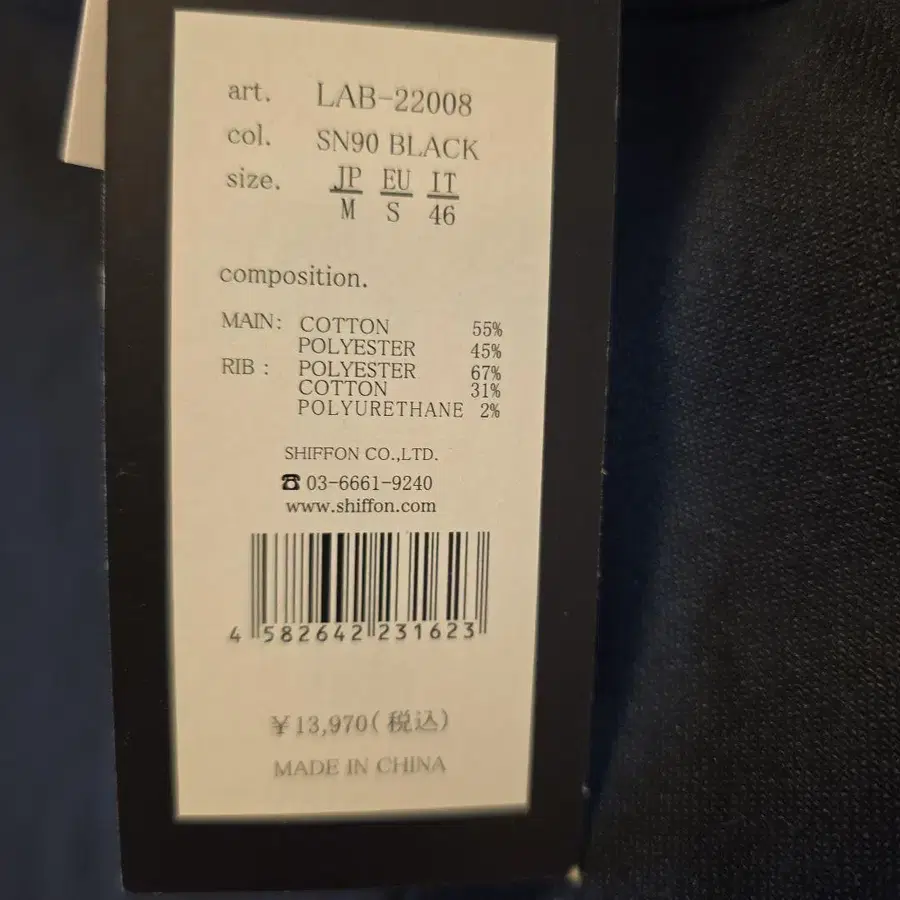 art. LAB-22008
col. SN90 BLACK
size. JP EU IT
M S 46
composition.
MAIN: COTTON 55%
POLYESTER 45%
RIB : POLYESTER 67%
COTTON 31%
POLYURETHANE 2%
SHIFFON CO.,LTD.
☎ 03-6661-9240
www.shiffon.com
4 582642 231623
¥13,970(税込)
MADE IN CHINA